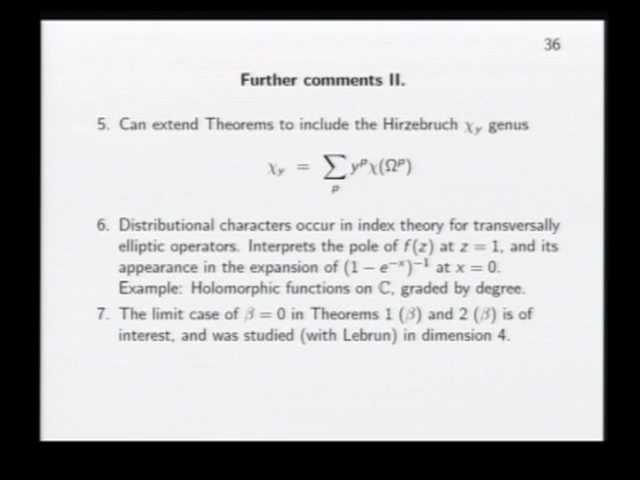 36
Further comments II.
5. Can extend Theorems to include the Hirzebruch χ_y genus
χ_y = ∑_p y^p χ(Ω^p)
6. Distributional characters occur in index theory for transversally
elliptic operators. Interprets the pole of f(z) at z = 1, and its
appearance in the expansion of (1 − e^{−x})^{−1} at x = 0.
Example: Holomorphic functions on ℂ, graded by degree.
7. The limit case of β = 0 in Theorems 1 (β) and 2 (β) is of
interest, and was studied (with Lebrun) in dimension 4.